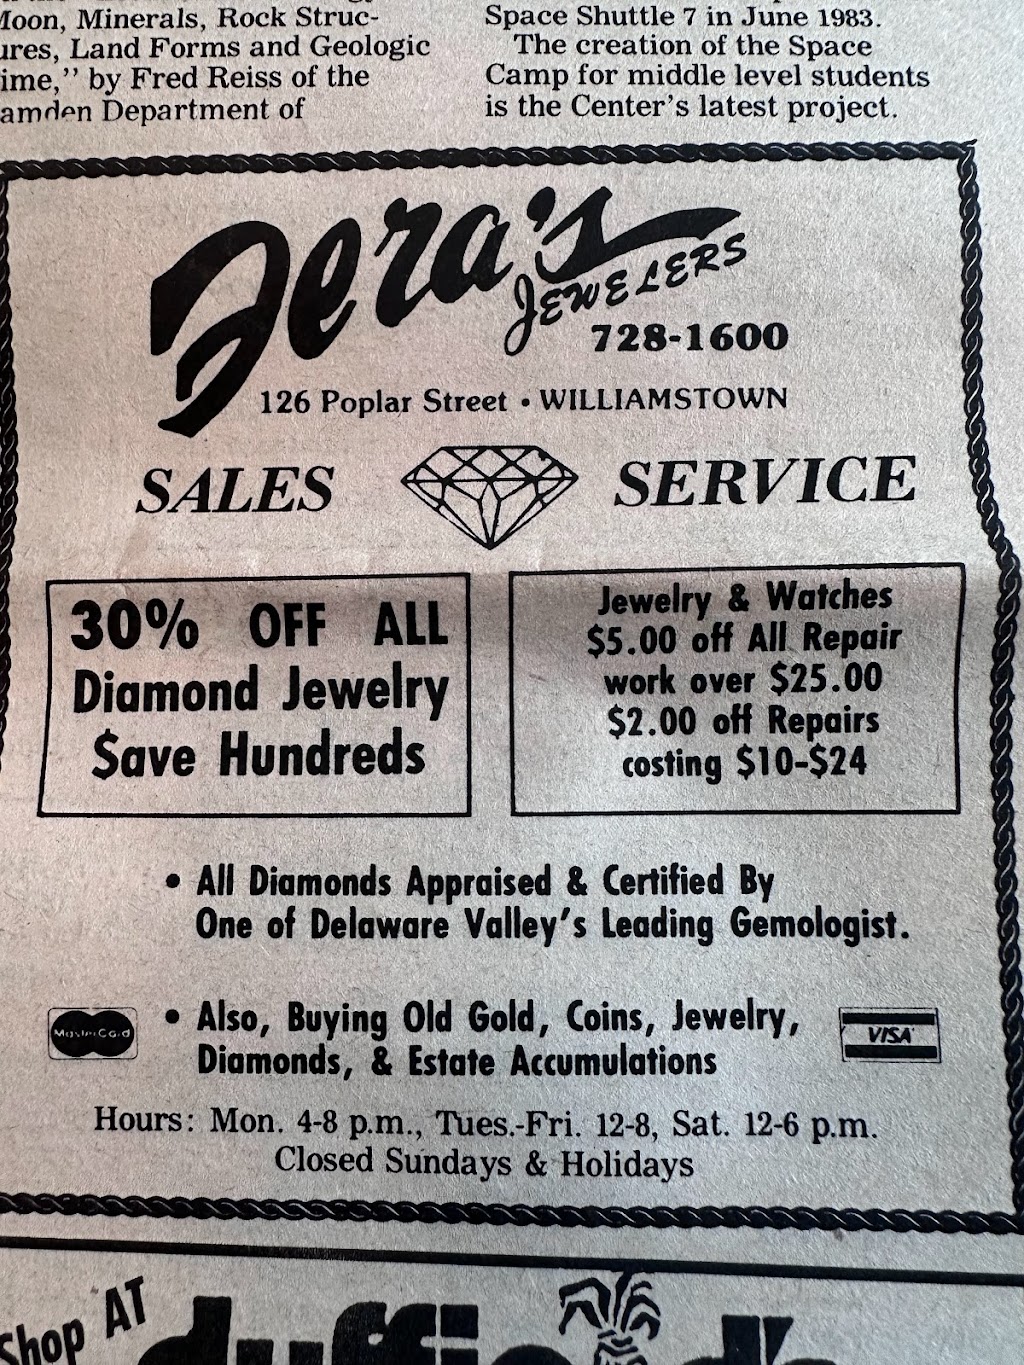 Moon, Minerals, Rock Struc-
ures, Land Forms and Geologic
ime," by Fred Reiss of the
amden Department of
Space Shuttle 7 in June 1983.
The creation of the Space
Camp for middle level students
is the Center's latest project.
Fera's
JEWELERS
728-1600
126 Poplar Street • WILLIAMSTOWN
SALES SERVICE
30% OFF ALL
Diamond Jewelry
$ave Hundreds
Jewelry & Watches
$5.00 off All Repair
work over $25.00
$2.00 off Repairs
costing $10-$24
• All Diamonds Appraised & Certified By
One of Delaware Valley's Leading Gemologist.
MasterCard
• Also, Buying Old Gold, Coins, Jewelry,
Diamonds, & Estate Accumulations
VISA
Hours: Mon. 4-8 p.m., Tues.-Fri. 12-8, Sat. 12-6 p.m.
Closed Sundays & Holidays
Shop AT
duffield's